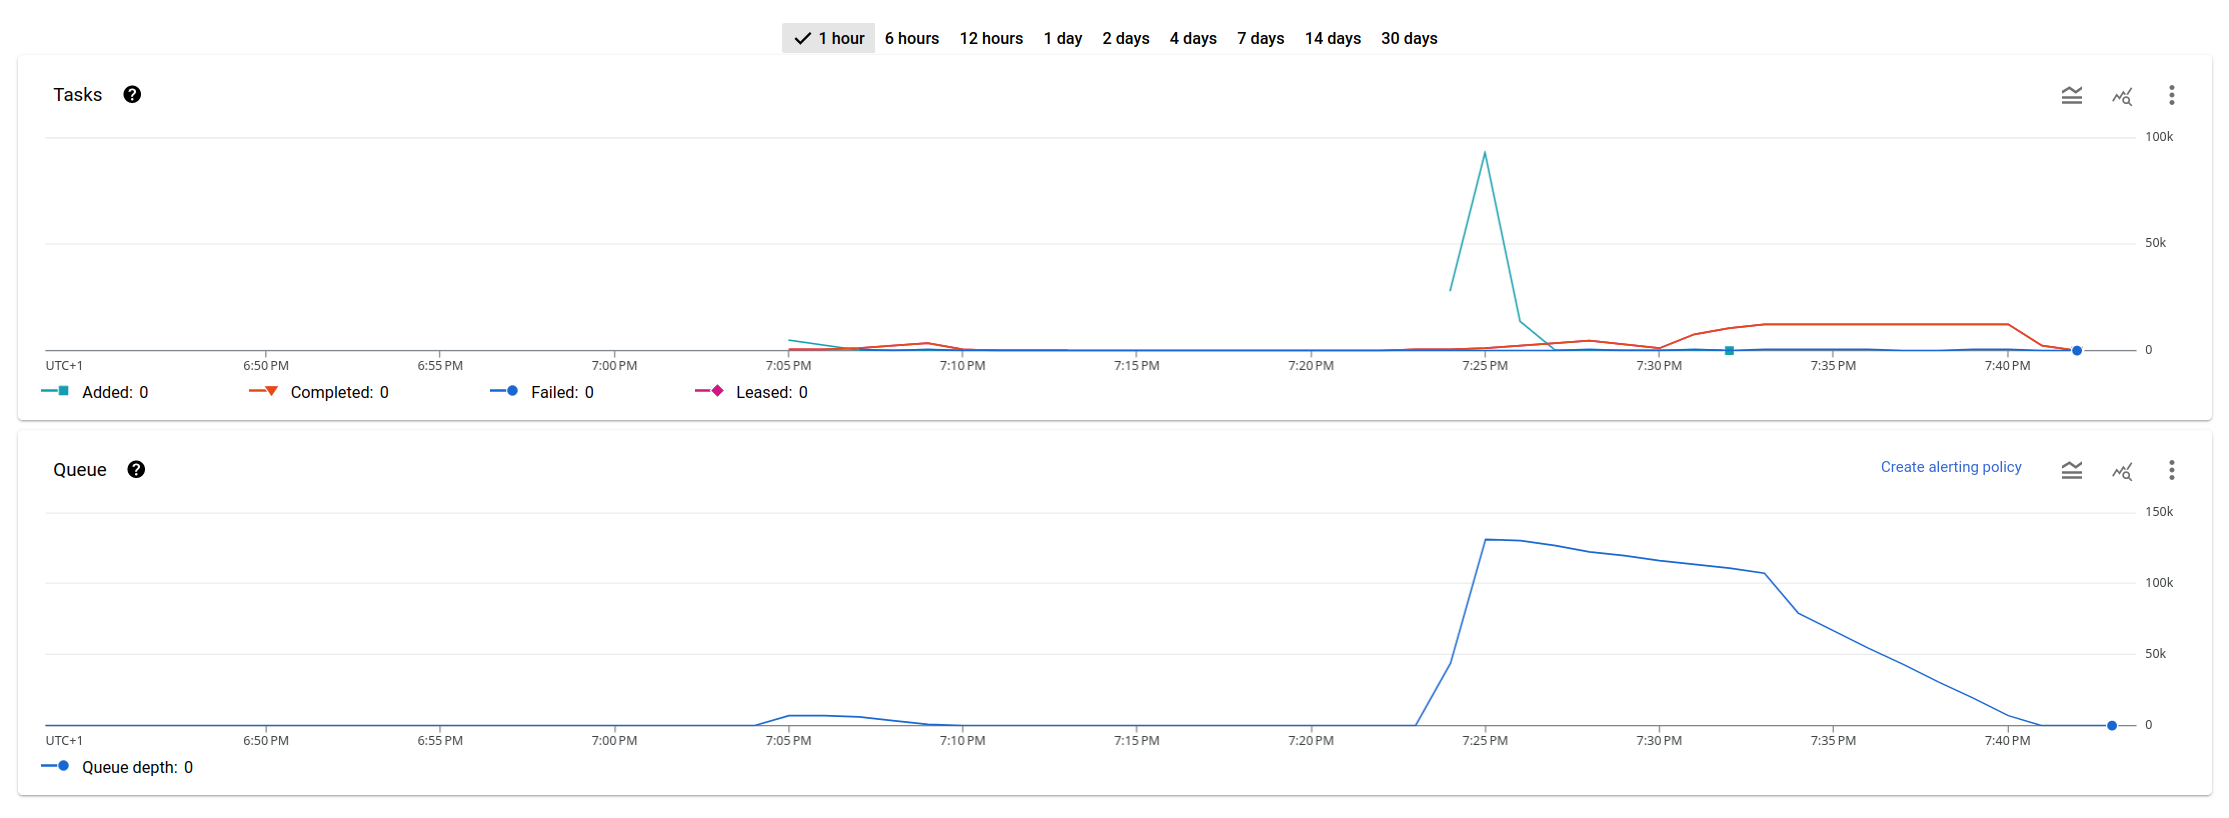 1 hour 6 hours 12 hours 1 day 2 days 4 days 7 days 14 days 30 days
Tasks
100k
50k
0
UTC+1 6:50 PM 6:55 PM 7:00 PM 7:05 PM 7:10 PM 7:15 PM 7:20 PM 7:25 PM 7:30 PM 7:35 PM 7:40 PM
Added: 0 Completed: 0 Failed: 0 Leased: 0
Queue
Create alerting policy
150k
100k
50k
0
UTC+1 6:50 PM 6:55 PM 7:00 PM 7:05 PM 7:10 PM 7:15 PM 7:20 PM 7:25 PM 7:30 PM 7:35 PM 7:40 PM
Queue depth: 0